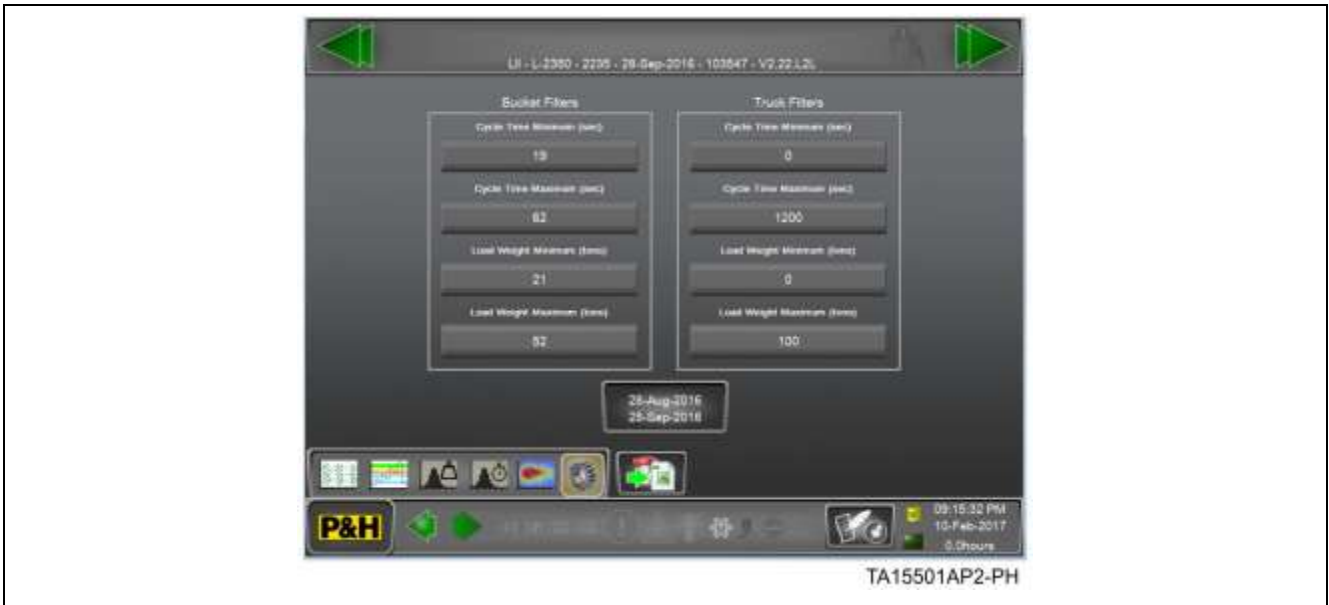 LII - L-2350 - 2235 - 28-Sep-2016 - 103547 - V2.22.L2L
Bucket Filters
Truck Filters
Cycle Time Minimum (sec)
19
Cycle Time Maximum (sec)
62
Load Weight Minimum (tons)
21
Load Weight Maximum (tons)
52
Cycle Time Minimum (sec)
0
Cycle Time Maximum (sec)
1200
Load Weight Minimum (tons)
0
Load Weight Maximum (tons)
100
28-Aug-2016
28-Sep-2016
P&H
09:15:32 PM
10-Feb-2017
0.0hours
TA15501AP2-PH